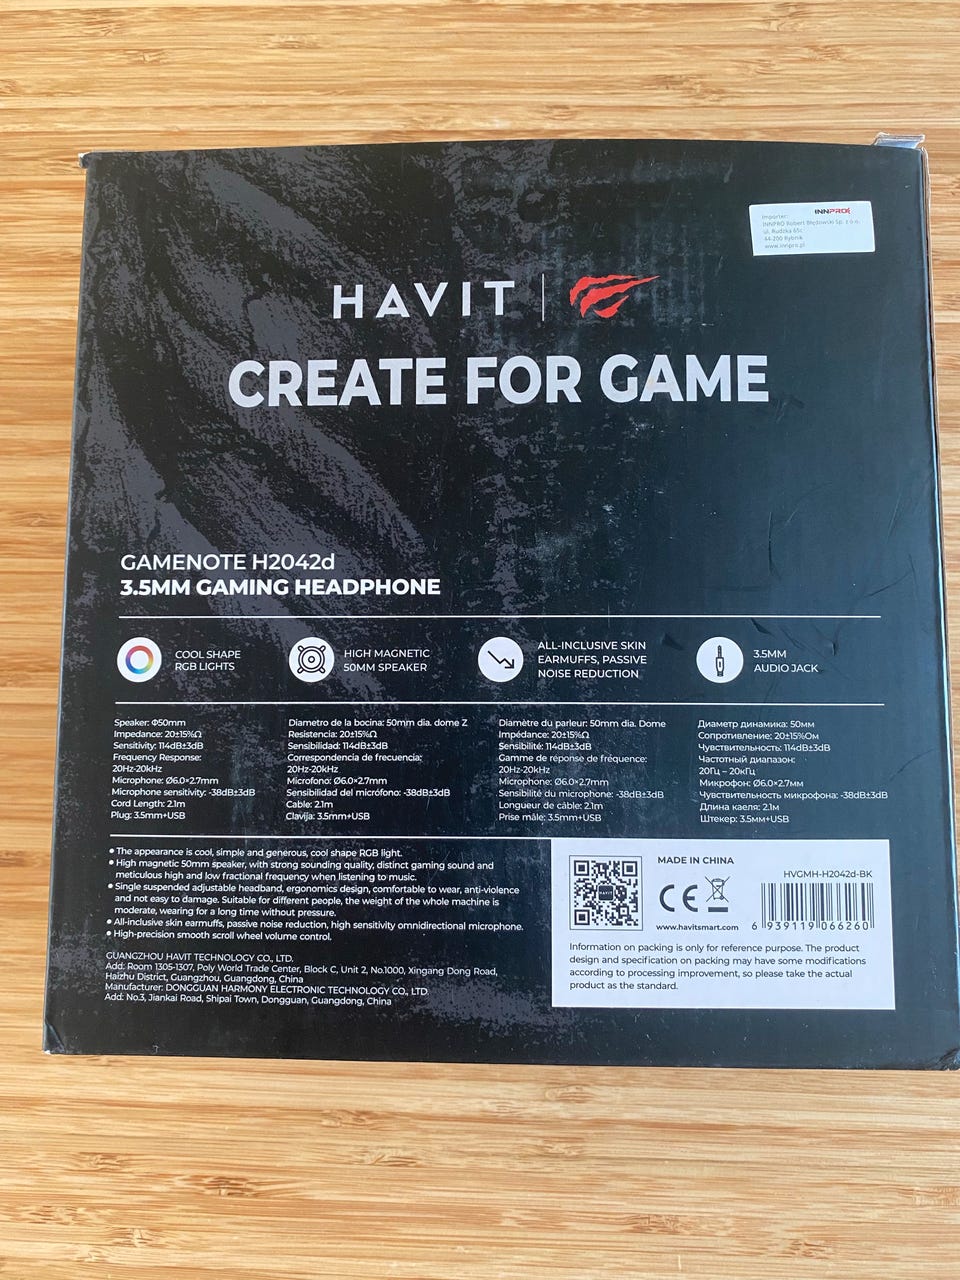 INNPRO
Importer:
INNPRO Robert Błędowski Sp. z o.o.
ul. Rudzka 65c
44-200 Rybnik
www.innpro.pl
HAVIT
CREATE FOR GAME
GAMENOTE H2042d
3.5MM GAMING HEADPHONE
COOL SHAPE
RGB LIGHTS
HIGH MAGNETIC
50MM SPEAKER
ALL-INCLUSIVE SKIN
EARMUFFS, PASSIVE
NOISE REDUCTION
3.5MM
AUDIO JACK
Speaker: Φ50mm
Impedance: 20±15%Ω
Sensitivity: 114dB±3dB
Frequency Response:
20Hz-20kHz
Microphone: Ø6.0×2.7mm
Microphone sensitivity: -38dB±3dB
Cord Length: 2.1m
Plug: 3.5mm+USB
Diametro de la bocina: 50mm dia. dome Z
Resistencia: 20±15%Ω
Sensibilidad: 114dB±3dB
Correspondencia de frecuencia:
20Hz-20kHz
Microfono: Ø6.0×2.7mm
Sensibilidad del micrófono: -38dB±3dB
Cable: 2.1m
Clavija: 3.5mm+USB
Diamètre du parleur: 50mm dia. Dome
Impédance: 20±15%Ω
Sensibilité: 114dB±3dB
Gamme de réponse de fréquence:
20Hz-20kHz
Microphone: Ø6.0×2.7mm
Sensibilité du microphone: -38dB±3dB
Longueur de câble: 2.1m
Prise mâle: 3.5mm+USB
Диаметр динамика: 50мм
Сопротивление: 20±15%Ом
Чувствительность: 114dB±3dB
Частотный диапазон:
20Гц – 20кГц
Микрофон: Ø6.0×2.7мм
Чувствительность микрофона: -38dB±3dB
Длина каеля: 2.1м
Штекер: 3.5мм+USB
• The appearance is cool, simple and generous, cool shape RGB light.
• High magnetic 50mm speaker, with strong sounding quality, distinct gaming sound and
meticulous high and low fractional frequency when listening to music.
• Single suspended adjustable headband, ergonomics design, comfortable to wear, anti-violence
and not easy to damage. Suitable for different people, the weight of the whole machine is
moderate, wearing for a long time without pressure.
• All-inclusive skin earmuffs, passive noise reduction, high sensitivity omnidirectional microphone.
• High-precision smooth scroll wheel volume control.
GUANGZHOU HAVIT TECHNOLOGY CO., LTD.
Add: Room 1305-1307, Poly World Trade Center, Block C, Unit 2, No.1000, Xingang Dong Road,
Haizhu District, Guangzhou, Guangdong, China
Manufacturer: DONGGUAN HARMONY ELECTRONIC TECHNOLOGY CO., LTD.
Add: No.3, Jiankai Road, Shipai Town, Dongguan, Guangdong, China
HAVIT
MADE IN CHINA
CE
www.havitsmart.com
HVGMH-H2042d-BK
6 939119 066260
Information on packing is only for reference purpose. The product
design and specification on packing may have some modifications
according to processing improvement, so please take the actual
product as the standard.